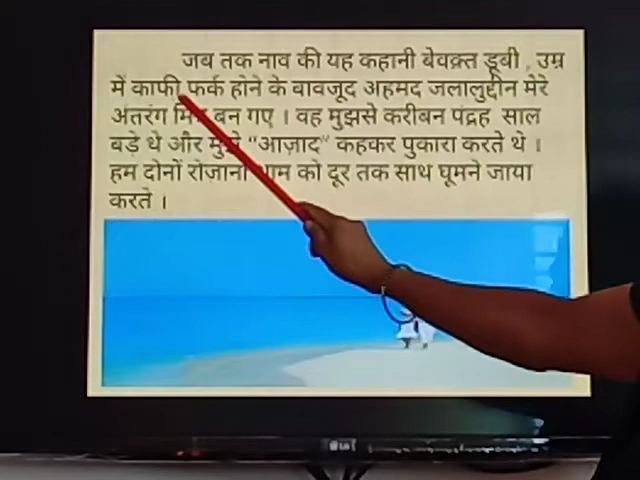 जब तक नाव की यह कहानी बेवक़्त डूबी , उम्र
में काफी फर्क होने के बावजूद अहमद जलालुद्दीन मेरे
अंतरंग बन गए । वह मुझसे करीबन पंद्रह साल
बड़े थे और "आज़ाद" कहकर पुकारा करते थे ।
हम दोनों रोज़ाना को दूर तक साथ घूमने जाया
करते ।
LG